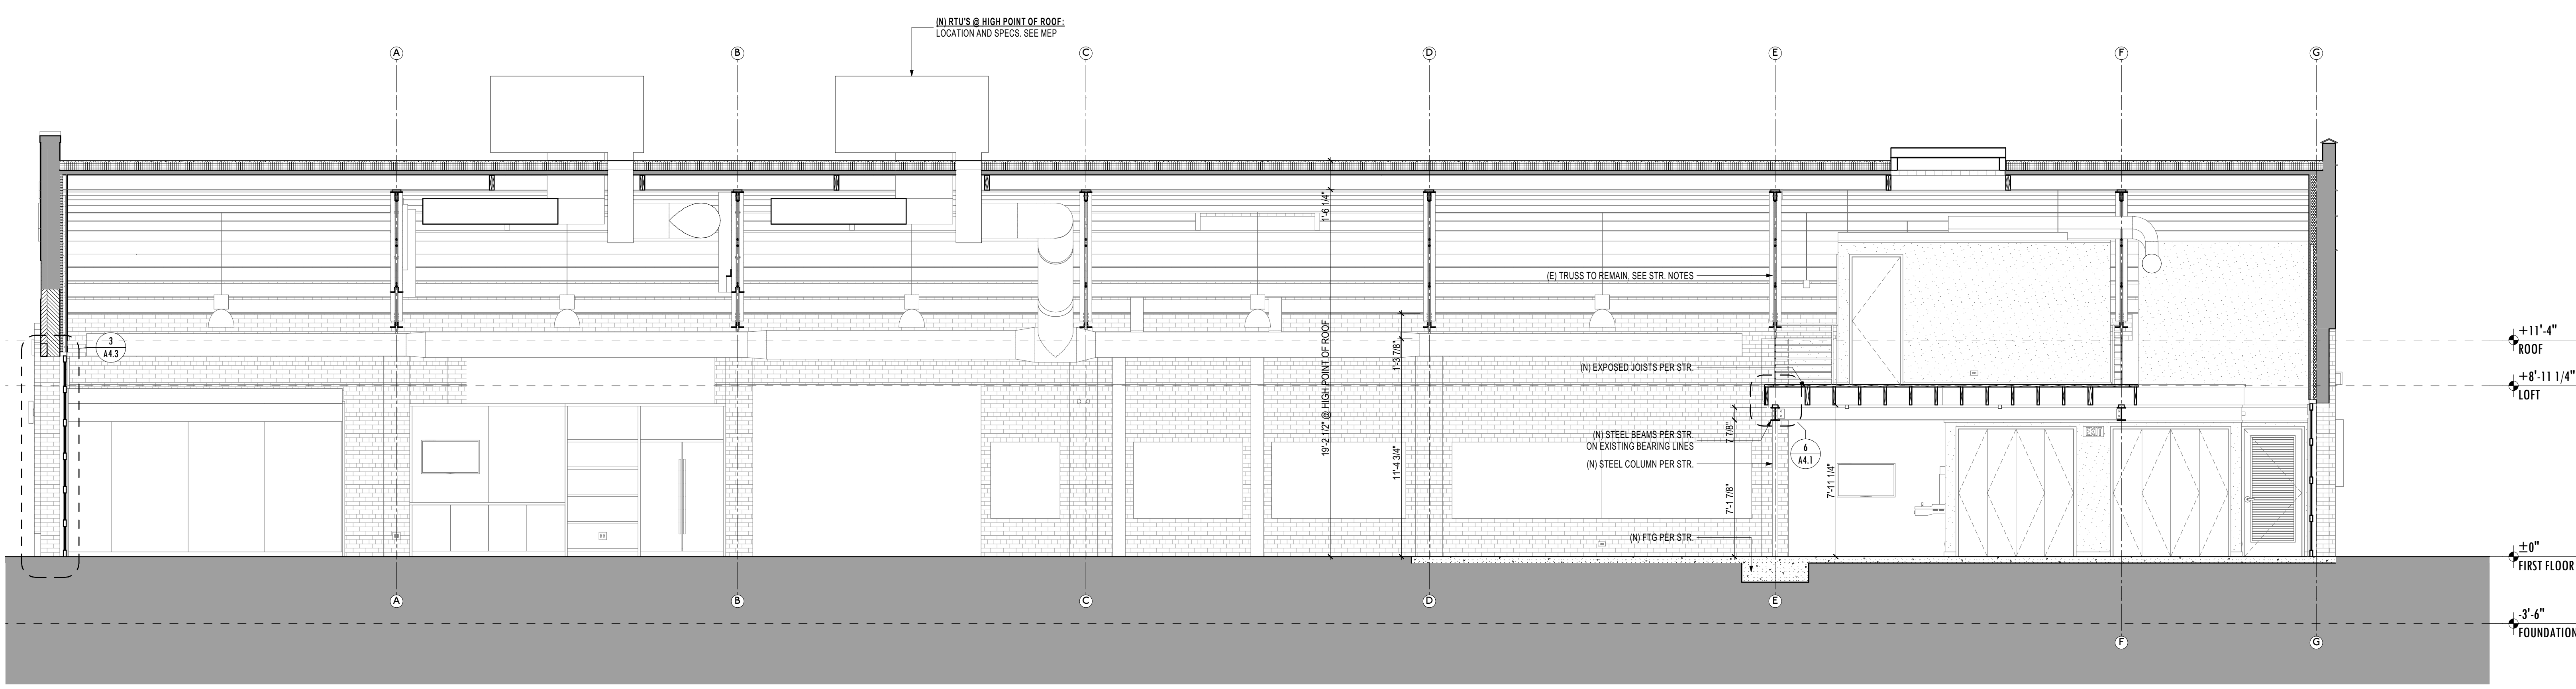 (N) RTU'S @ HIGH POINT OF ROOF:
LOCATION AND SPECS. SEE MEP
A
B
C
D
E
F
G
1'-6 1/4"
(E) TRUSS TO REMAIN, SEE STR. NOTES
19'-2 1/2" @ HIGH POINT OF ROOF
1'-3 7/8"
3
A4.3
+11'-4"
ROOF
(N) EXPOSED JOISTS PER STR.
+8'-11 1/4"
LOFT
(N) STEEL BEAMS PER STR.
ON EXISTING BEARING LINES
7 7/8"
(N) STEEL COLUMN PER STR.
6
A4.1
EXIT
11'-4 3/4"
7'-1 7/8"
7'-11 1/4"
(N) FTG PER STR.
±0"
FIRST FLOOR
A
B
C
D
E
-3'-6"
FOUNDATION
F
G